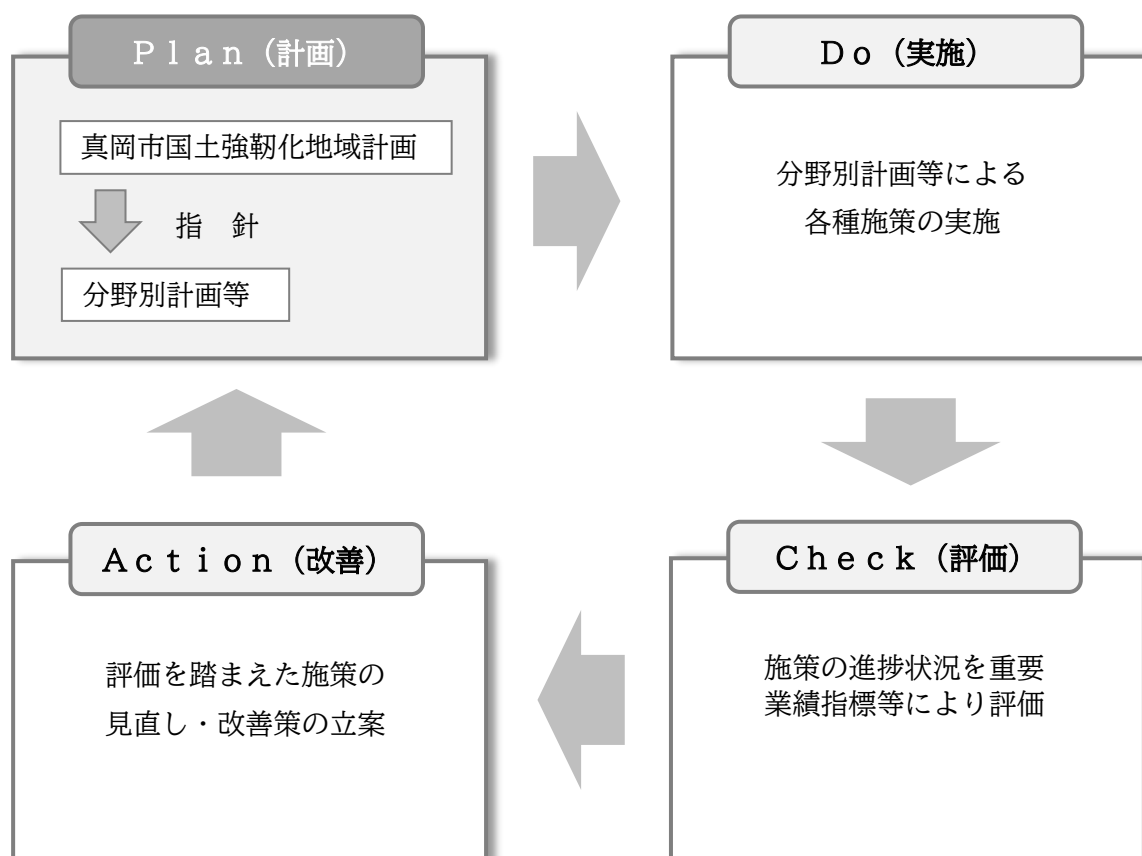 Plan（計画）
真岡市国土強靭化地域計画
指 針
分野別計画等
Do（実施）
分野別計画等による
各種施策の実施
Check（評価）
施策の進捗状況を重要
業績指標等により評価
Action（改善）
評価を踏まえた施策の
見直し・改善策の立案